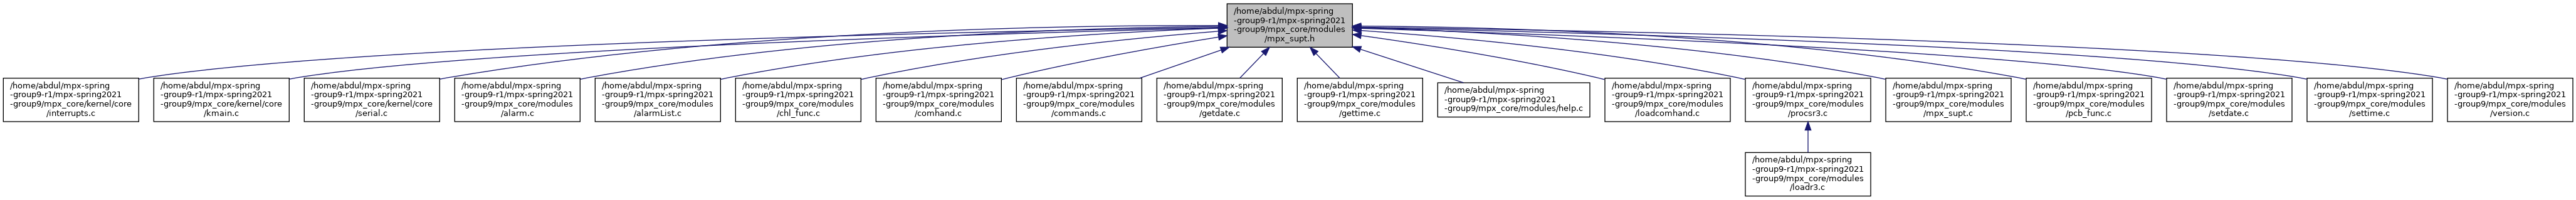 /home/abdul/mpx-spring
-group9-r1/mpx-spring2021
-group9/mpx_core/modules
/mpx_supt.h
/home/abdul/mpx-spring
-group9-r1/mpx-spring2021
-group9/mpx_core/kernel/core
/interrupts.c
/home/abdul/mpx-spring
-group9-r1/mpx-spring2021
-group9/mpx_core/kernel/core
/kmain.c
/home/abdul/mpx-spring
-group9-r1/mpx-spring2021
-group9/mpx_core/kernel/core
/serial.c
/home/abdul/mpx-spring
-group9-r1/mpx-spring2021
-group9/mpx_core/modules
/alarm.c
/home/abdul/mpx-spring
-group9-r1/mpx-spring2021
-group9/mpx_core/modules
/alarmList.c
/home/abdul/mpx-spring
-group9-r1/mpx-spring2021
-group9/mpx_core/modules
/chl_func.c
/home/abdul/mpx-spring
-group9-r1/mpx-spring2021
-group9/mpx_core/modules
/comhand.c
/home/abdul/mpx-spring
-group9-r1/mpx-spring2021
-group9/mpx_core/modules
/commands.c
/home/abdul/mpx-spring
-group9-r1/mpx-spring2021
-group9/mpx_core/modules
/getdate.c
/home/abdul/mpx-spring
-group9-r1/mpx-spring2021
-group9/mpx_core/modules
/gettime.c
/home/abdul/mpx-spring
-group9-r1/mpx-spring2021
-group9/mpx_core/modules/help.c
/home/abdul/mpx-spring
-group9-r1/mpx-spring2021
-group9/mpx_core/modules
/loadcomhand.c
/home/abdul/mpx-spring
-group9-r1/mpx-spring2021
-group9/mpx_core/modules
/procsr3.c
/home/abdul/mpx-spring
-group9-r1/mpx-spring2021
-group9/mpx_core/modules
/mpx_supt.c
/home/abdul/mpx-spring
-group9-r1/mpx-spring2021
-group9/mpx_core/modules
/pcb_func.c
/home/abdul/mpx-spring
-group9-r1/mpx-spring2021
-group9/mpx_core/modules
/setdate.c
/home/abdul/mpx-spring
-group9-r1/mpx-spring2021
-group9/mpx_core/modules
/settime.c
/home/abdul/mpx-spring
-group9-r1/mpx-spring2021
-group9/mpx_core/modules
/version.c
/home/abdul/mpx-spring
-group9-r1/mpx-spring2021
-group9/mpx_core/modules
/loadr3.c